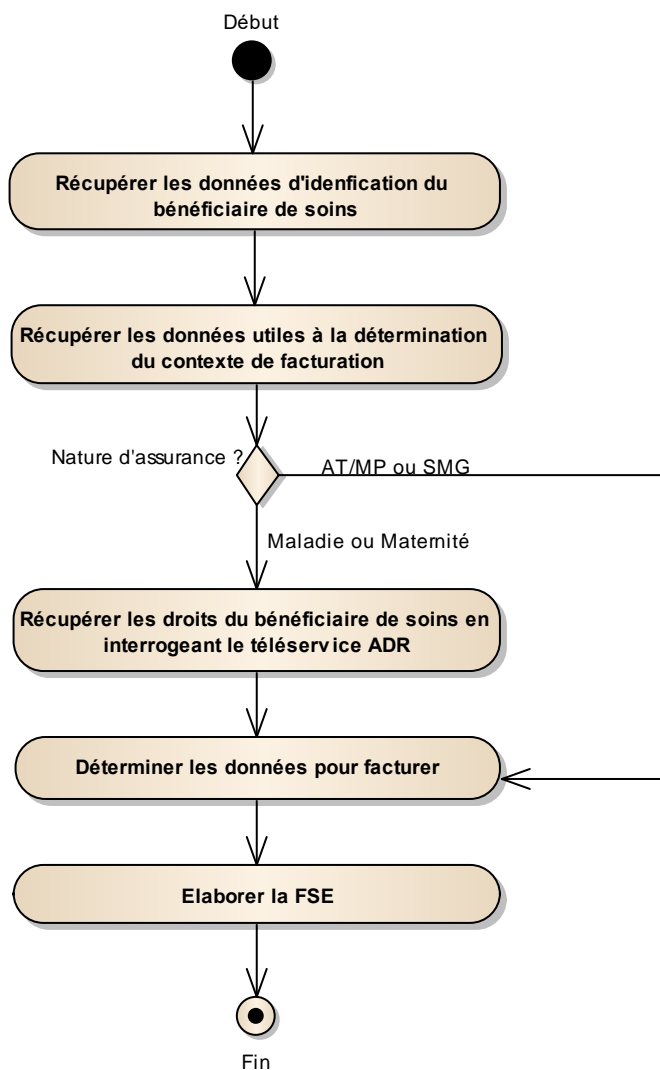 Début
Récupérer les données d'idenfication du
bénéficiaire de soins
Récupérer les données utiles à la détermination
du contexte de facturation
Nature d'assurance ?
AT/MP ou SMG
Maladie ou Maternité
Récupérer les droits du bénéficiaire de soins en
interrogeant le téléservice ADR
Déterminer les données pour facturer
Elaborer la FSE
Fin